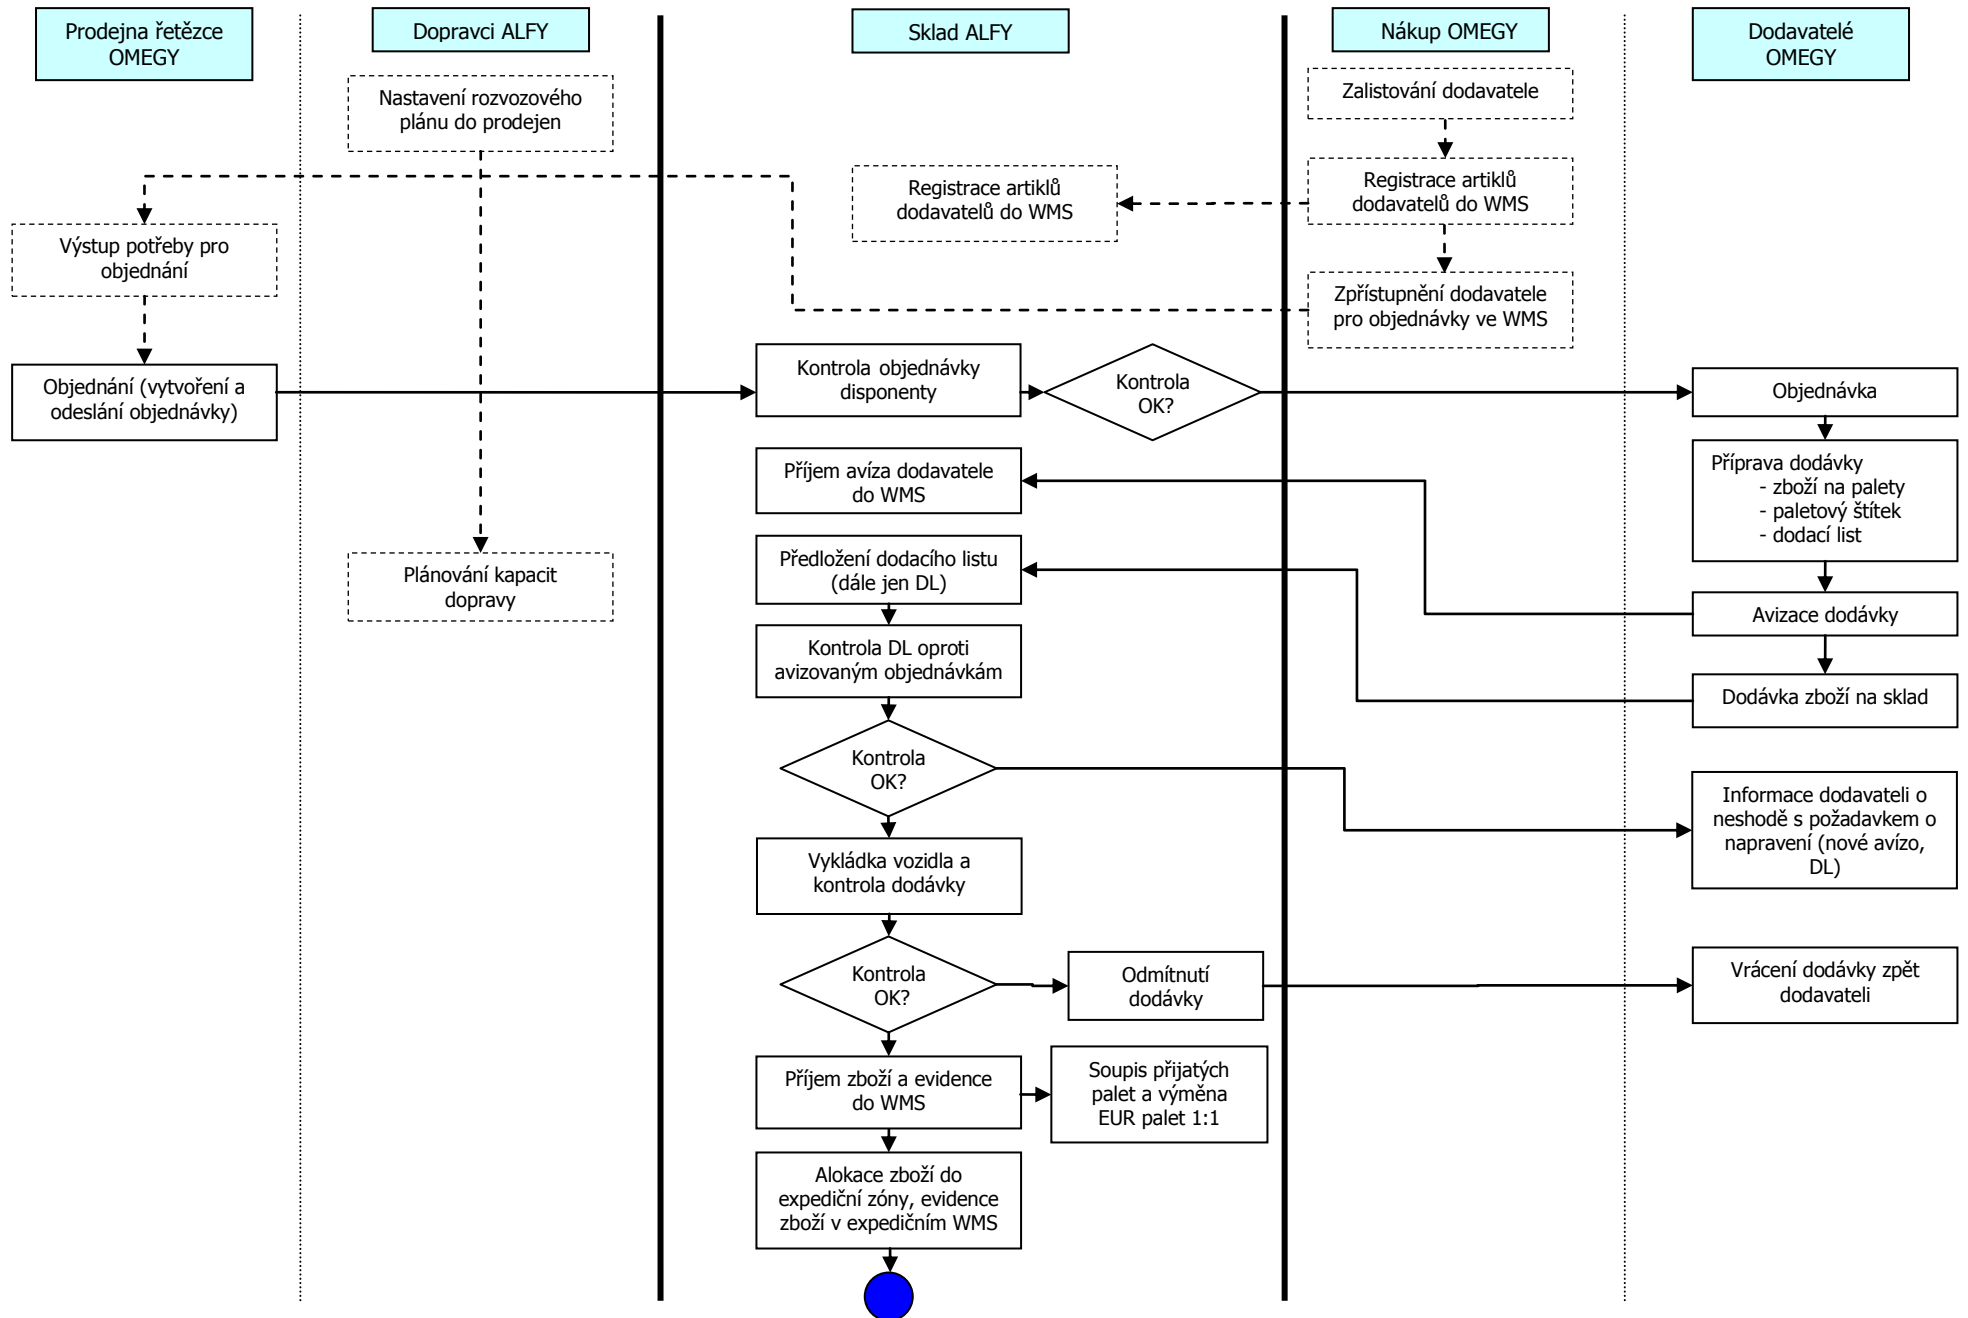 Prodejna řetězce
OMEGY
Dopravci ALFY
Sklad ALFY
Nákup OMEGY
Dodavatelé
OMEGY
Nastavení rozvozového
plánu do prodejen
Zalistování dodavatele
Registrace artiklů
dodavatelů do WMS
Registrace artiklů
dodavatelů do WMS
Výstup potřeby pro
objednání
Zpřístupnění dodavatele
pro objednávky ve WMS
Objednání (vytvoření a
odeslání objednávky)
Kontrola objednávky
disponenty
Kontrola
OK?
Objednávka
Příjem avíza dodavatele
do WMS
Příprava dodávky
- zboží na palety
- paletový štítek
- dodací list
Plánování kapacit
dopravy
Předložení dodacího listu
(dále jen DL)
Avizace dodávky
Kontrola DL oproti
avizovaným objednávkám
Dodávka zboží na sklad
Kontrola
OK?
Informace dodavateli o
neshodě s požadavkem o
napravení (nové avízo,
DL)
Vykládka vozidla a
kontrola dodávky
Kontrola
OK?
Odmítnutí
dodávky
Vrácení dodávky zpět
dodavateli
Příjem zboží a evidence
do WMS
Soupis přijatých
palet a výměna
EUR palet 1:1
Alokace zboží do
expediční zóny, evidence
zboží v expedičním WMS